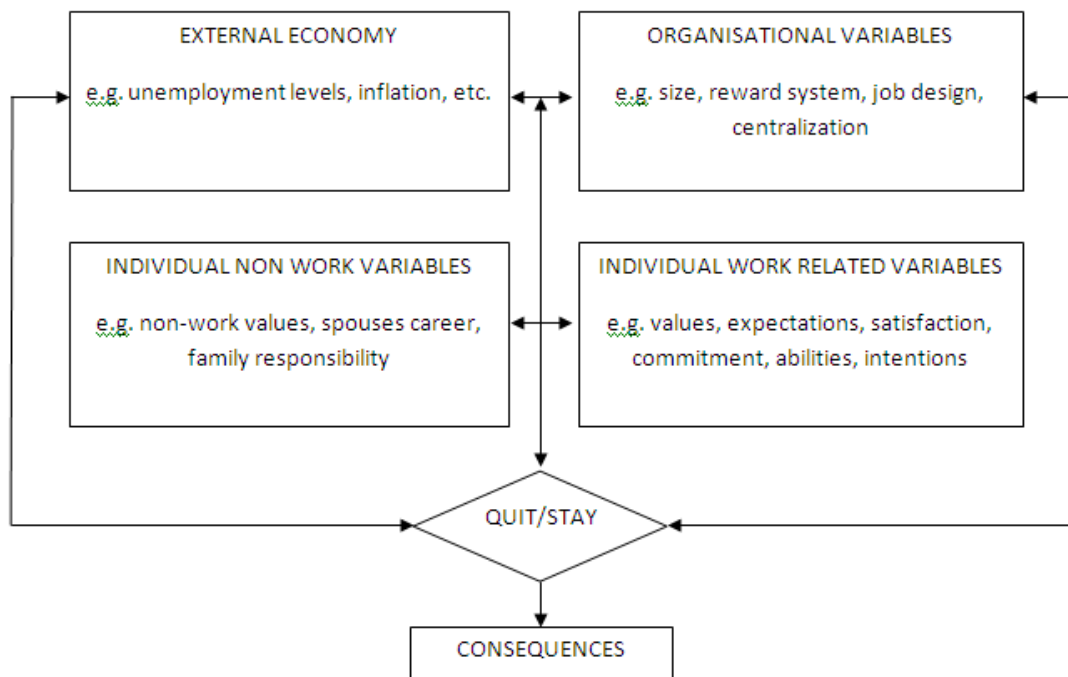 EXTERNAL ECONOMY
e.g. unemployment levels, inflation, etc.
ORGANISATIONAL VARIABLES
e.g. size, reward system, job design,
centralization
INDIVIDUAL NON WORK VARIABLES
e.g. non-work values, spouses career,
family responsibility
INDIVIDUAL WORK RELATED VARIABLES
e.g. values, expectations, satisfaction,
commitment, abilities, intentions
QUIT/STAY
CONSEQUENCES